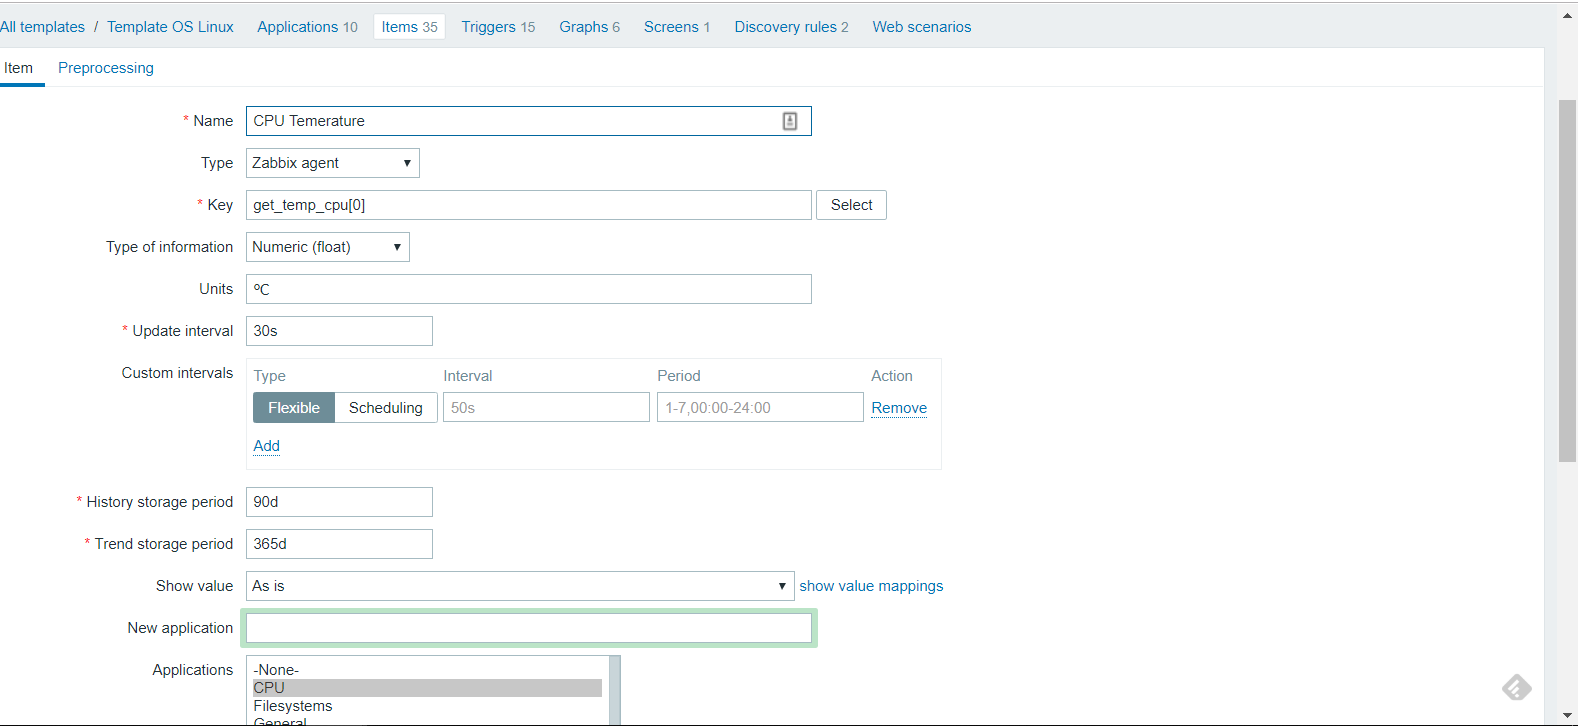 All templates / Template OS Linux Applications 10 Items 35 Triggers 15 Graphs 6 Screens 1 Discovery rules 2 Web scenarios
Item Preprocessing
* Name CPU Temerature
Type Zabbix agent
* Key get_temp_cpu[0] Select
Type of information Numeric (float)
Units ºC
* Update interval 30s
Custom intervals Type Interval Period Action
Flexible Scheduling 50s 1-7,00:00-24:00 Remove
Add
* History storage period 90d
* Trend storage period 365d
Show value As is show value mappings
New application
Applications -None-
CPU
Filesystems
General